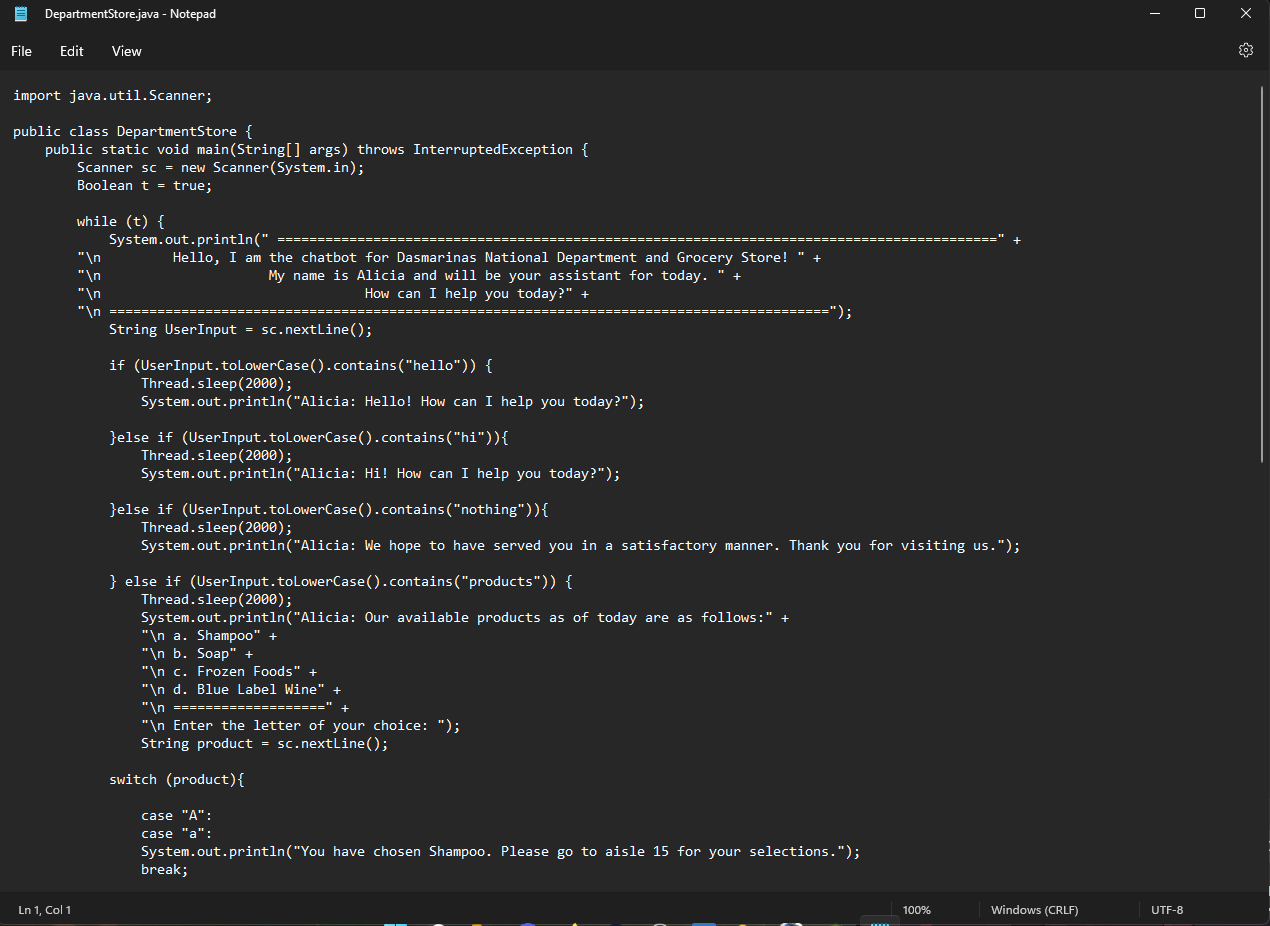 DepartmentStore.java - Notepad
File Edit View
import java.util.Scanner;
public class DepartmentStore {
    public static void main(String[] args) throws InterruptedException {
        Scanner sc = new Scanner(System.in);
        Boolean t = true;
        while (t) {
            System.out.println(" ==========================================================================================" +
        "\n         Hello, I am the chatbot for Dasmarinas National Department and Grocery Store! " +
        "\n                     My name is Alicia and will be your assistant for today. " +
        "\n                                 How can I help you today?" +
        "\n ==========================================================================================");
            String UserInput = sc.nextLine();
            if (UserInput.toLowerCase().contains("hello")) {
                Thread.sleep(2000);
                System.out.println("Alicia: Hello! How can I help you today?");
            }else if (UserInput.toLowerCase().contains("hi")){
                Thread.sleep(2000);
                System.out.println("Alicia: Hi! How can I help you today?");
            }else if (UserInput.toLowerCase().contains("nothing")){
                Thread.sleep(2000);
                System.out.println("Alicia: We hope to have served you in a satisfactory manner. Thank you for visiting us.");
            } else if (UserInput.toLowerCase().contains("products")) {
                Thread.sleep(2000);
                System.out.println("Alicia: Our available products as of today are as follows:" +
                "\n a. Shampoo" +
                "\n b. Soap" +
                "\n c. Frozen Foods" +
                "\n d. Blue Label Wine" +
                "\n ===================" +
                "\n Enter the letter of your choice: ");
                String product = sc.nextLine();
            switch (product){
                case "A":
                case "a":
                System.out.println("You have chosen Shampoo. Please go to aisle 15 for your selections.");
                break;
Ln 1, Col 1 100% Windows (CRLF) UTF-8